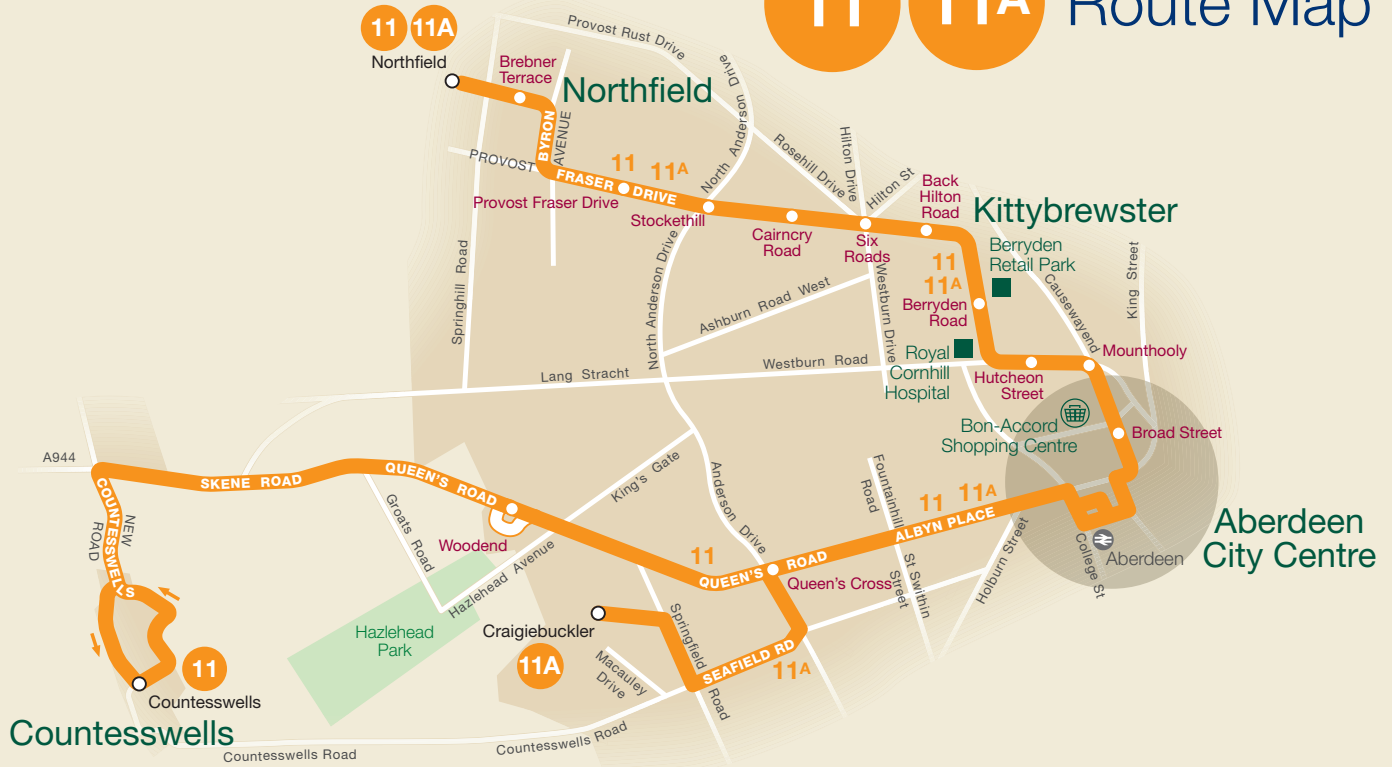 11 11A Route Map
11 11A
Northfield
Brebner
Terrace
Northfield
Provost Rust Drive
North Anderson Drive
BYRON
AVENUE
PROVOST
FRASER DRIVE
11 11A
Provost Fraser Drive
Stockethill
Rosehill Drive
Hilton Drive
Hilton St
Back
Hilton
Road
Kittybrewster
Cairncry
Road
Six
Roads
11
11A
Berryden
Retail Park
Berryden
Road
Causewayend
King Street
Springhill Road
North Anderson Drive
Ashburn Road West
Westburn Drive
Royal
Cornhill
Hospital
Mounthooly
Hutcheon
Street
Lang Stracht
Westburn Road
Bon-Accord
Shopping Centre
Broad Street
A944
SKENE ROAD
QUEEN'S ROAD
King's Gate
Anderson Drive
Fountainhill
Road
11 11A
ALBYN PLACE
Aberdeen
City Centre
Aberdeen
College St
COUNTESSWELLS
NEW
ROAD
Groats Road
Woodend
Hazlehead Avenue
11
QUEEN'S ROAD
Queen's Cross
St Swithin
Street
Holburn Street
Hazlehead
Park
Craigiebuckler
11A
Springfield
Road
SEAFIELD RD
11A
Macauley
Drive
11
Countesswells
Countesswells
Countesswells Road
Countesswells Road